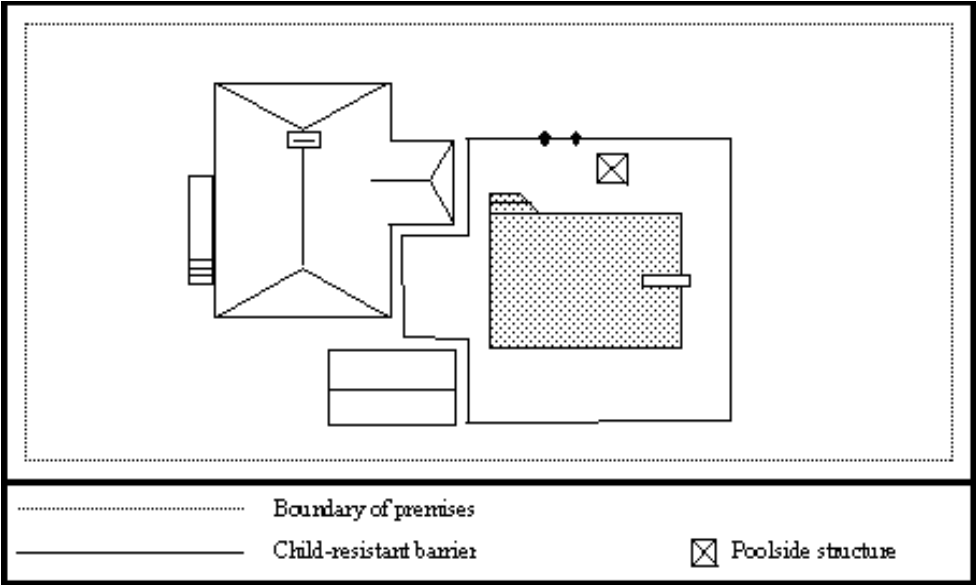 Boundary of premises
Child-resistant barrier
Poolside structure